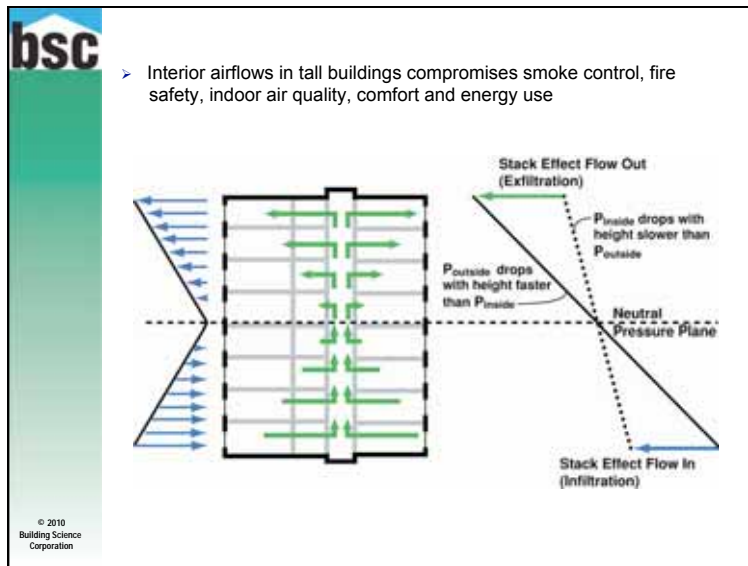 bsc
➢ Interior airflows in tall buildings compromises smoke control, fire
safety, indoor air quality, comfort and energy use
Stack Effect Flow Out
(Exfiltration)
Pinside drops with
height slower than
Poutside
Poutside drops
with height faster
than Pinside
Neutral
Pressure Plane
Stack Effect Flow In
(Infiltration)
© 2010
Building Science
Corporation